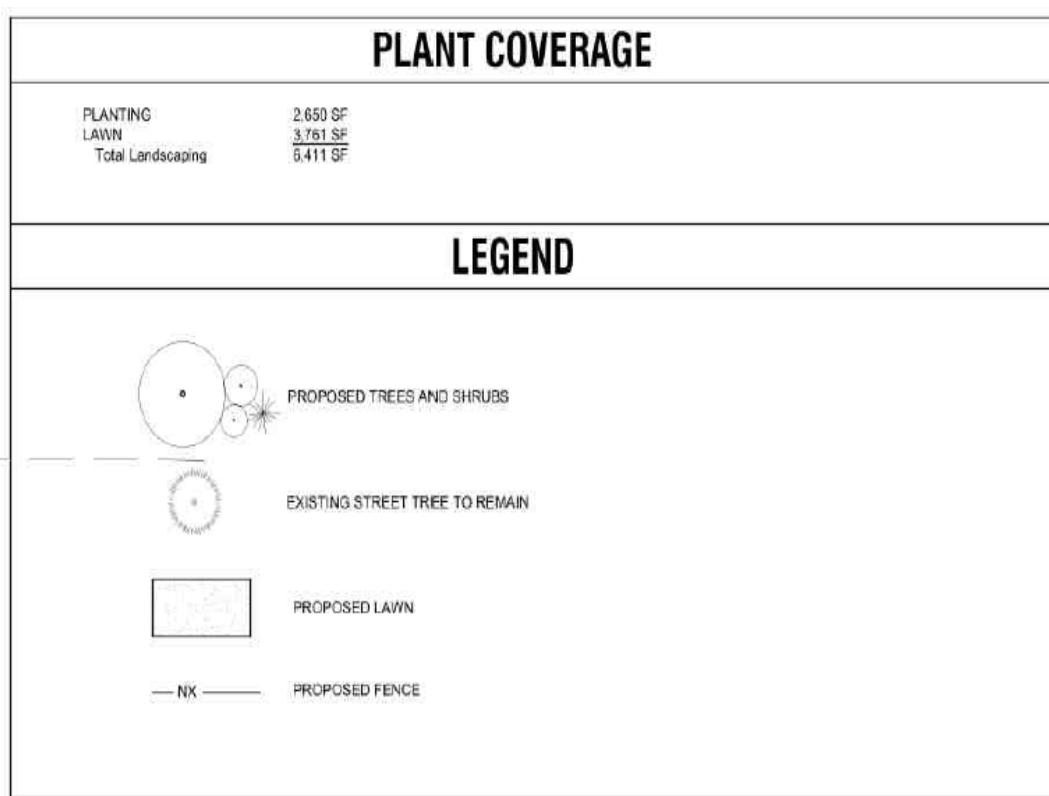 PLANT COVERAGE
PLANTING 2,650 SF
LAWN 3,761 SF
Total Landscaping 6,411 SF
LEGEND
PROPOSED TREES AND SHRUBS
EXISTING STREET TREE TO REMAIN
PROPOSED LAWN
NX PROPOSED FENCE